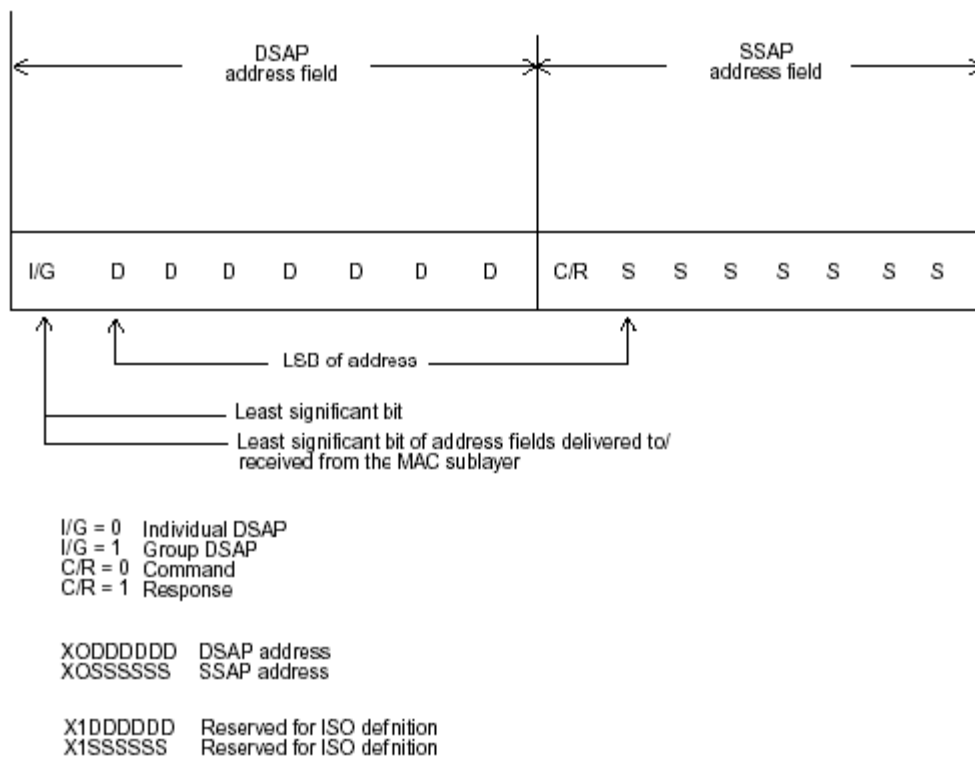 DSAP
address field
SSAP
address field
I/G D D D D D D D C/R S S S S S S S
LSD of address
Least significant bit
Least significant bit of address fields delivered to/
received from the MAC sublayer
I/G = 0 Individual DSAP
I/G = 1 Group DSAP
C/R = 0 Command
C/R = 1 Response
XODDDDDD DSAP address
XOSSSSSS SSAP address
X1DDDDDD Reserved for ISO defnition
X1SSSSSS Reserved for ISO defnition